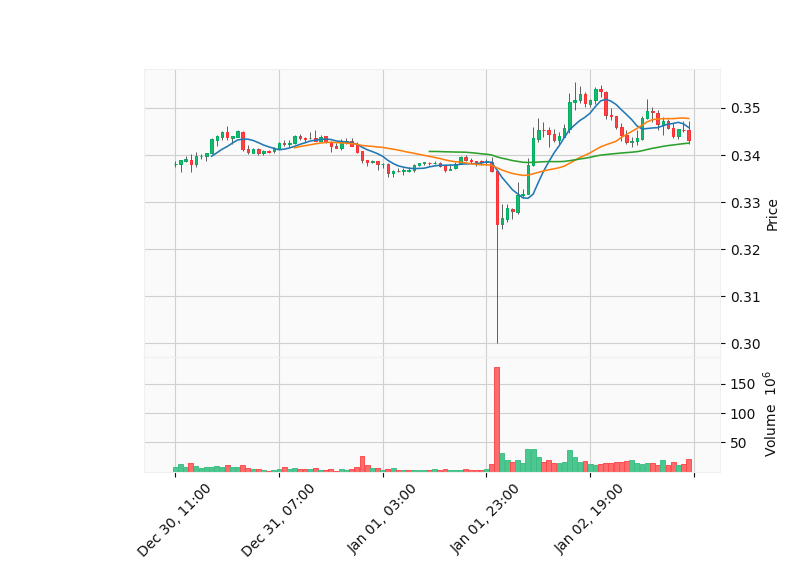 0.35
0.34
0.33
0.32
0.31
0.30
Price
150
100
50
Volume 10^6
Dec 30, 11:00
Dec 31, 07:00
Jan 01, 03:00
Jan 01, 23:00
Jan 02, 19:00